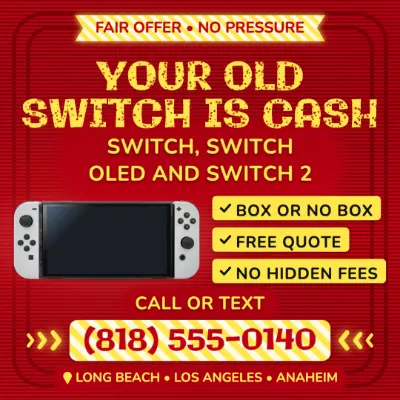 FAIR OFFER • NO PRESSURE
YOUR OLD
SWITCH IS CASH
SWITCH, SWITCH
OLED AND SWITCH 2
✓ BOX OR NO BOX
✓ FREE QUOTE
✓ NO HIDDEN FEES
CALL OR TEXT
››› (818) 555-0140 ‹‹‹
LONG BEACH • LOS ANGELES • ANAHEIM